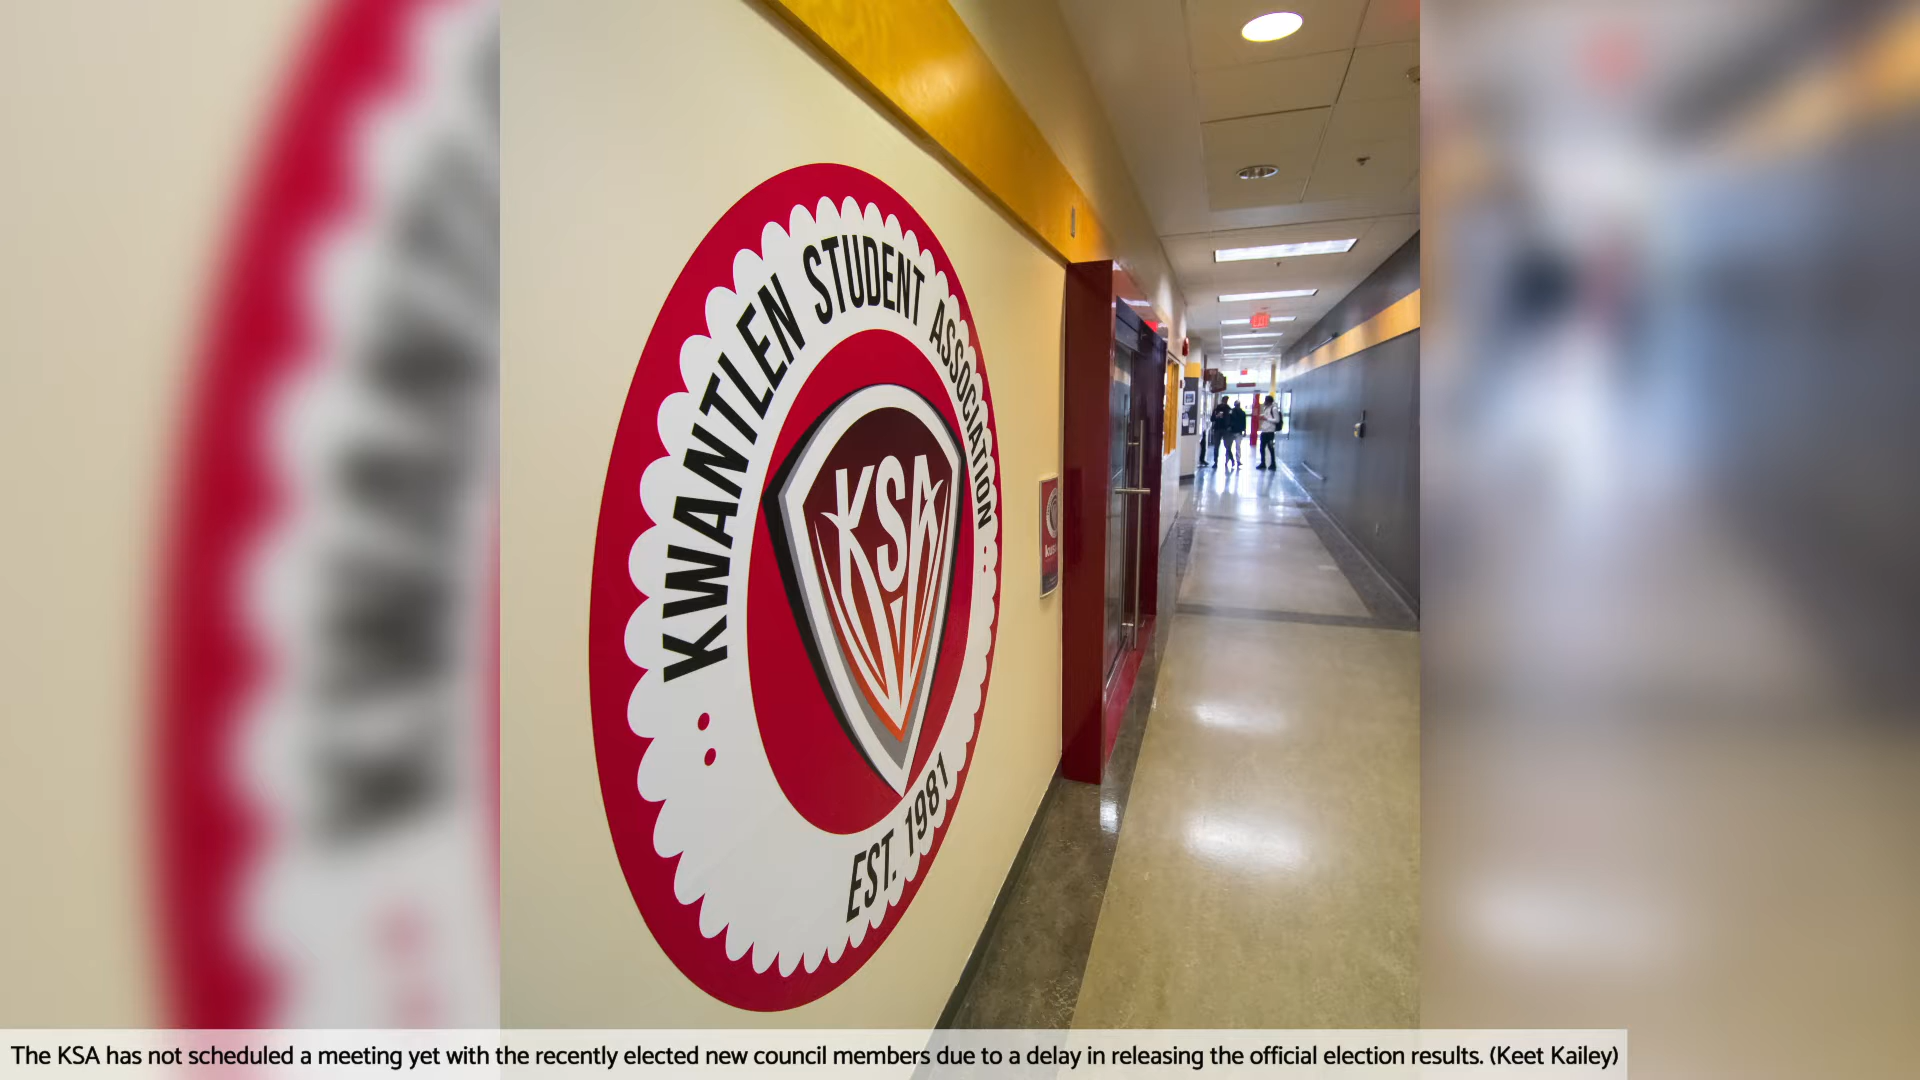 KWANTLEN STUDENT ASSOCIATION
KSA
EST. 1981
EXIT
The KSA has not scheduled a meeting yet with the recently elected new council members due to a delay in releasing the official election results. (Keet Kailey)